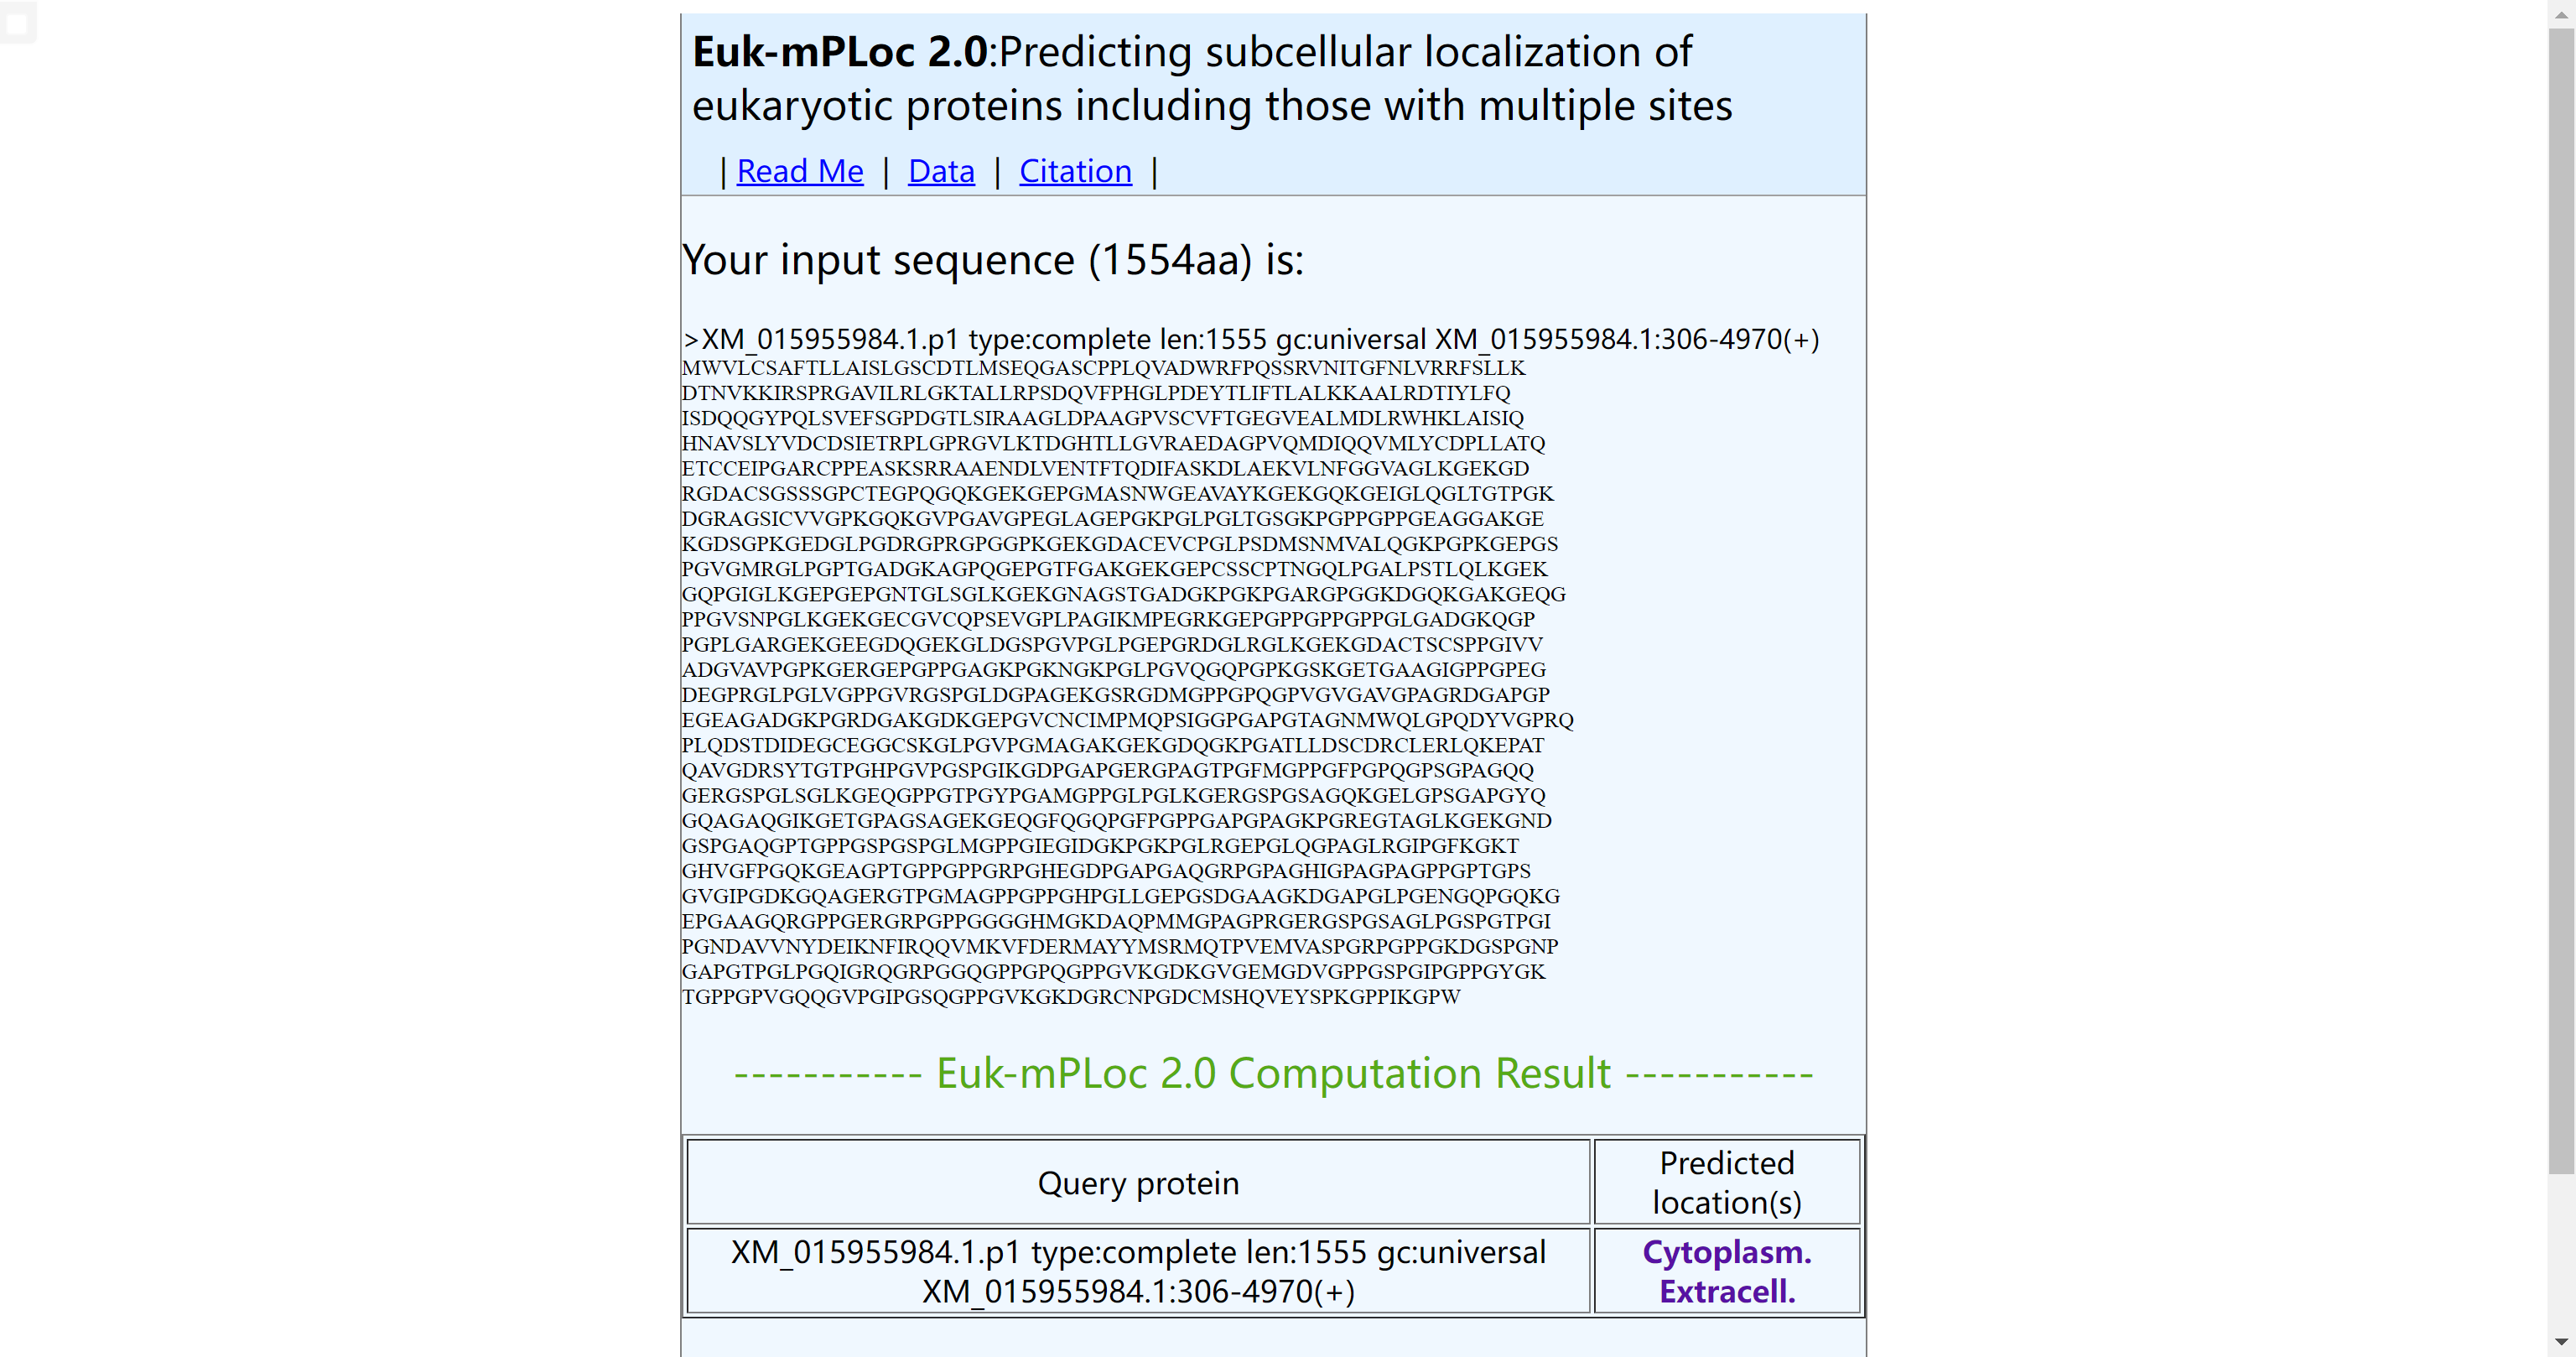 Euk-mPLoc 2.0:Predicting subcellular localization of
eukaryotic proteins including those with multiple sites
| Read Me | Data | Citation |
Your input sequence (1554aa) is:
>XM_015955984.1.p1 type:complete len:1555 gc:universal XM_015955984.1:306-4970(+)
MWVLCSAFTLLAISLGSCDTLMSEQGASCPPLQVADWRFPQSSRVNITGFNLVRRFSLLK
DTNVKKIRSPRGAVILRLGKTALLRPSDQVFPHGLPDEYTLIFTLALKKAALRDTIYLFQ
ISDQQGYPQLSVEFSGPDGTLSIRAAGLDPAAGPVSCVFTGEGVEALMDLRWHKLAISIQ
HNAVSLYVDCDSIETRPLGPRGVLKTDGHTLLGVRAEDAGPVQMDIQQVMLYCDPLLATQ
ETCCEIPGARCPPEASKSRRAAENDLVENTFTQDIFASKDLAEKVLNFGGVAGLKGEKGD
RGDACSGSSSGPCTEGPQGQKGEKGEPGMASNWGEAVAYKGEKGQKGEIGLQGLTGTPGK
DGRAGSICVVGPKGQKGVPGAVGPEGLAGEPGKPGLPGLTGSGKPGPPGPPGEAGGAKGE
KGDSGPKGEDGLPGDRGPRGPGGPKGEKGDACEVCPGLPSDMSNMVALQGKPGPKGEPGS
PGVGMRGLPGPTGADGKAGPQGEPGTFGAKGEKGEPCSSCPTNGQLPGALPSTLQLKGEK
GQPGIGLKGEPGEPGNTGLSGLKGEKGNAGSTGADGKPGKPGARGPGGKDGQKGAKGEQG
PPGVSNPGLKGEKGECGVCQPSEVGPLPAGIKMPEGRKGEPGPPGPPGPPGLGADGKQGP
PGPLGARGEKGEEGDQGEKGLDGSPGVPGLPGEPGRDGLRGLKGEKGDACTSCSPPGIVV
ADGVAVPGPKGERGEPGPPGAGKPGKNGKPGLPGVQGQPGPKGSKGETGAAGIGPPGPEG
DEGPRGLPGLVGPPGVRGSPGLDGPAGEKGSRGDMGPPGPQGPVGVGAVGPAGRDGAPGP
EGEAGADGKPGRDGAKGDKGEPGVCNCIMPMQPSIGGPGAPGTAGNMWQLGPQDYVGPRQ
PLQDSTDIDEGCEGGCSKGLPGVPGMAGAKGEKGDQGKPGATLLDSCDRCLERLQKEPAT
QAVGDRSYTGTPGHPGVPGSPGIKGDPGAPGERGPAGTPGFMGPPGFPGPQGPSGPAGQQ
GERGSPGLSGLKGEQGPPGTPGYPGAMGPPGLPGLKGERGSPGSAGQKGELGPSGAPGYQ
GQAGAQGIKGETGPAGSAGEKGEQGFQGQPGFPGPPGAPGPAGKPGREGTAGLKGEKGND
GSPGAQGPTGPPGSPGSPGLMGPPGIEGIDGKPGKPGLRGEPGLQGPAGLRGIPGFKGKT
GHVGFPGQKGEAGPTGPPGPPGRPGHEGDPGAPGAQGRPGPAGHIGPAGPAGPPGPTGPS
GVGIPGDKGQAGERGTPGMAGPPGPPGHPGLLGEPGSDGAAGKDGAPGLPGENGQPGQKG
EPGAAGQRGPPGERGRPGPPGGGGHMGKDAQPMMGPAGPRGERGSPGSAGLPGSPGTPGI
PGNDAVVNYDEIKNFIRQQVMKVFDERMAYYMSRMQTPVEMVASPGRPGPPGKDGSPGNP
GAPGTPGLPGQIGRQGRPGGQGPPGPQGPPGVKGDKGVGEMGDVGPPGSPGIPGPPGYGK
TGPPGPVGQQGVPGIPGSQGPPGVKGKDGRCNPGDCMSHQVEYSPKGPPIKGPW
----------- Euk-mPLoc 2.0 Computation Result -----------
Query protein
Predicted
location(s)
XM_015955984.1.p1 type:complete len:1555 gc:universal
XM_015955984.1:306-4970(+)
Cytoplasm.
Extracell.